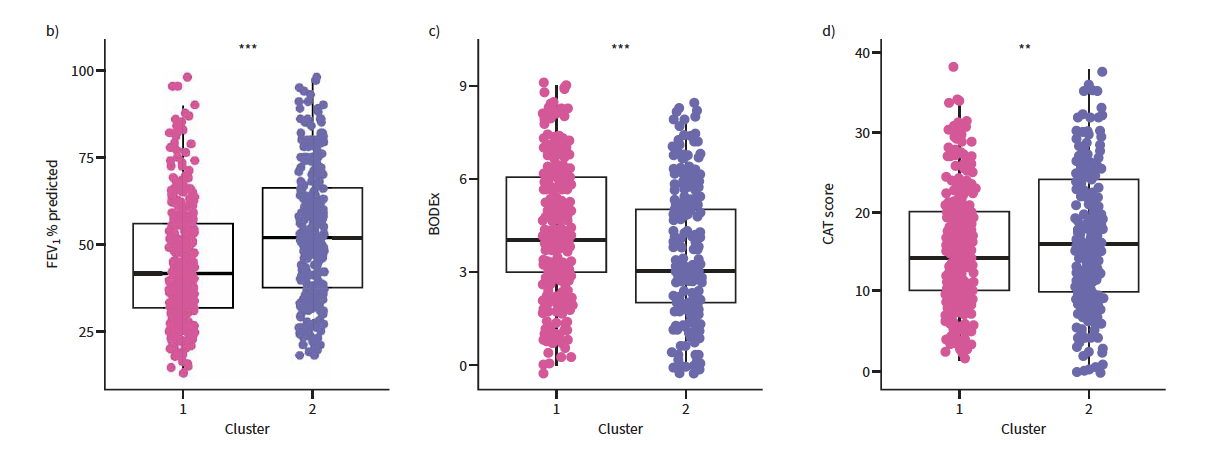 b)
***
100
75
50
25
FEV1 % predicted
1
2
Cluster
c)
***
9
6
3
0
BODEx
1
2
Cluster
d)
**
40
30
20
10
0
CAT score
1
2
Cluster